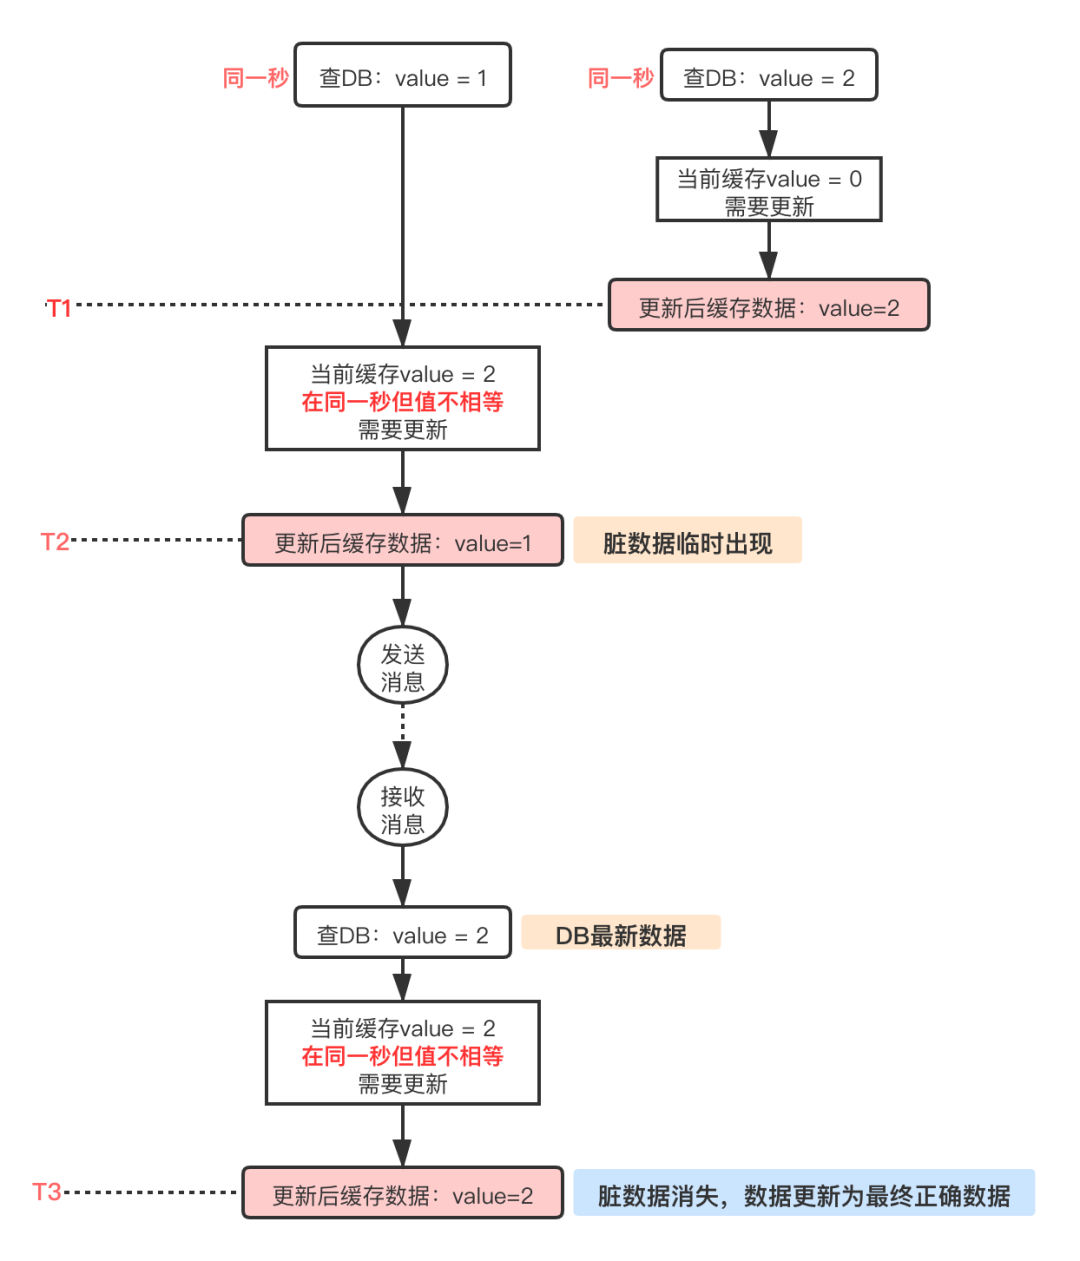 同一秒
查DB：value = 1
同一秒
查DB：value = 2
当前缓存value = 0
需要更新
T1
更新后缓存数据：value=2
当前缓存value = 2
在同一秒但值不相等
需要更新
T2
更新后缓存数据：value=1
脏数据临时出现
发送
消息
接收
消息
查DB：value = 2
DB最新数据
当前缓存value = 2
在同一秒但值不相等
需要更新
T3
更新后缓存数据：value=2
脏数据消失，数据更新为最终正确数据